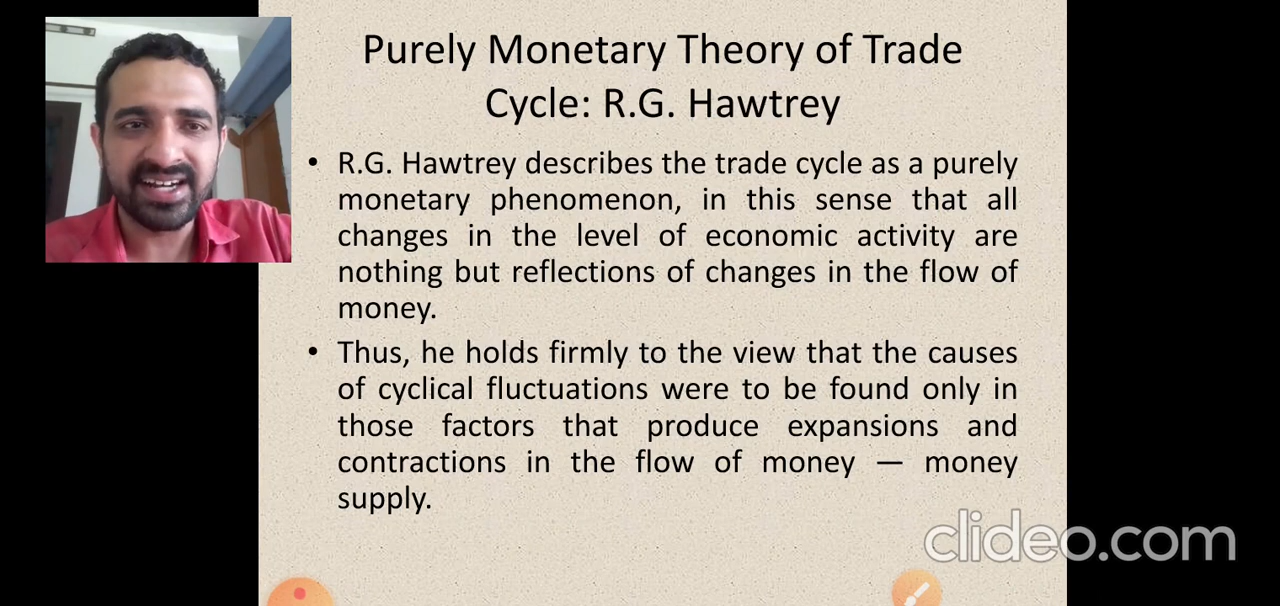 Purely Monetary Theory of Trade
Cycle: R.G. Hawtrey
• R.G. Hawtrey describes the trade cycle as a purely
monetary phenomenon, in this sense that all
changes in the level of economic activity are
nothing but reflections of changes in the flow of
money.
• Thus, he holds firmly to the view that the causes
of cyclical fluctuations were to be found only in
those factors that produce expansions and
contractions in the flow of money — money
supply.
clideo.com